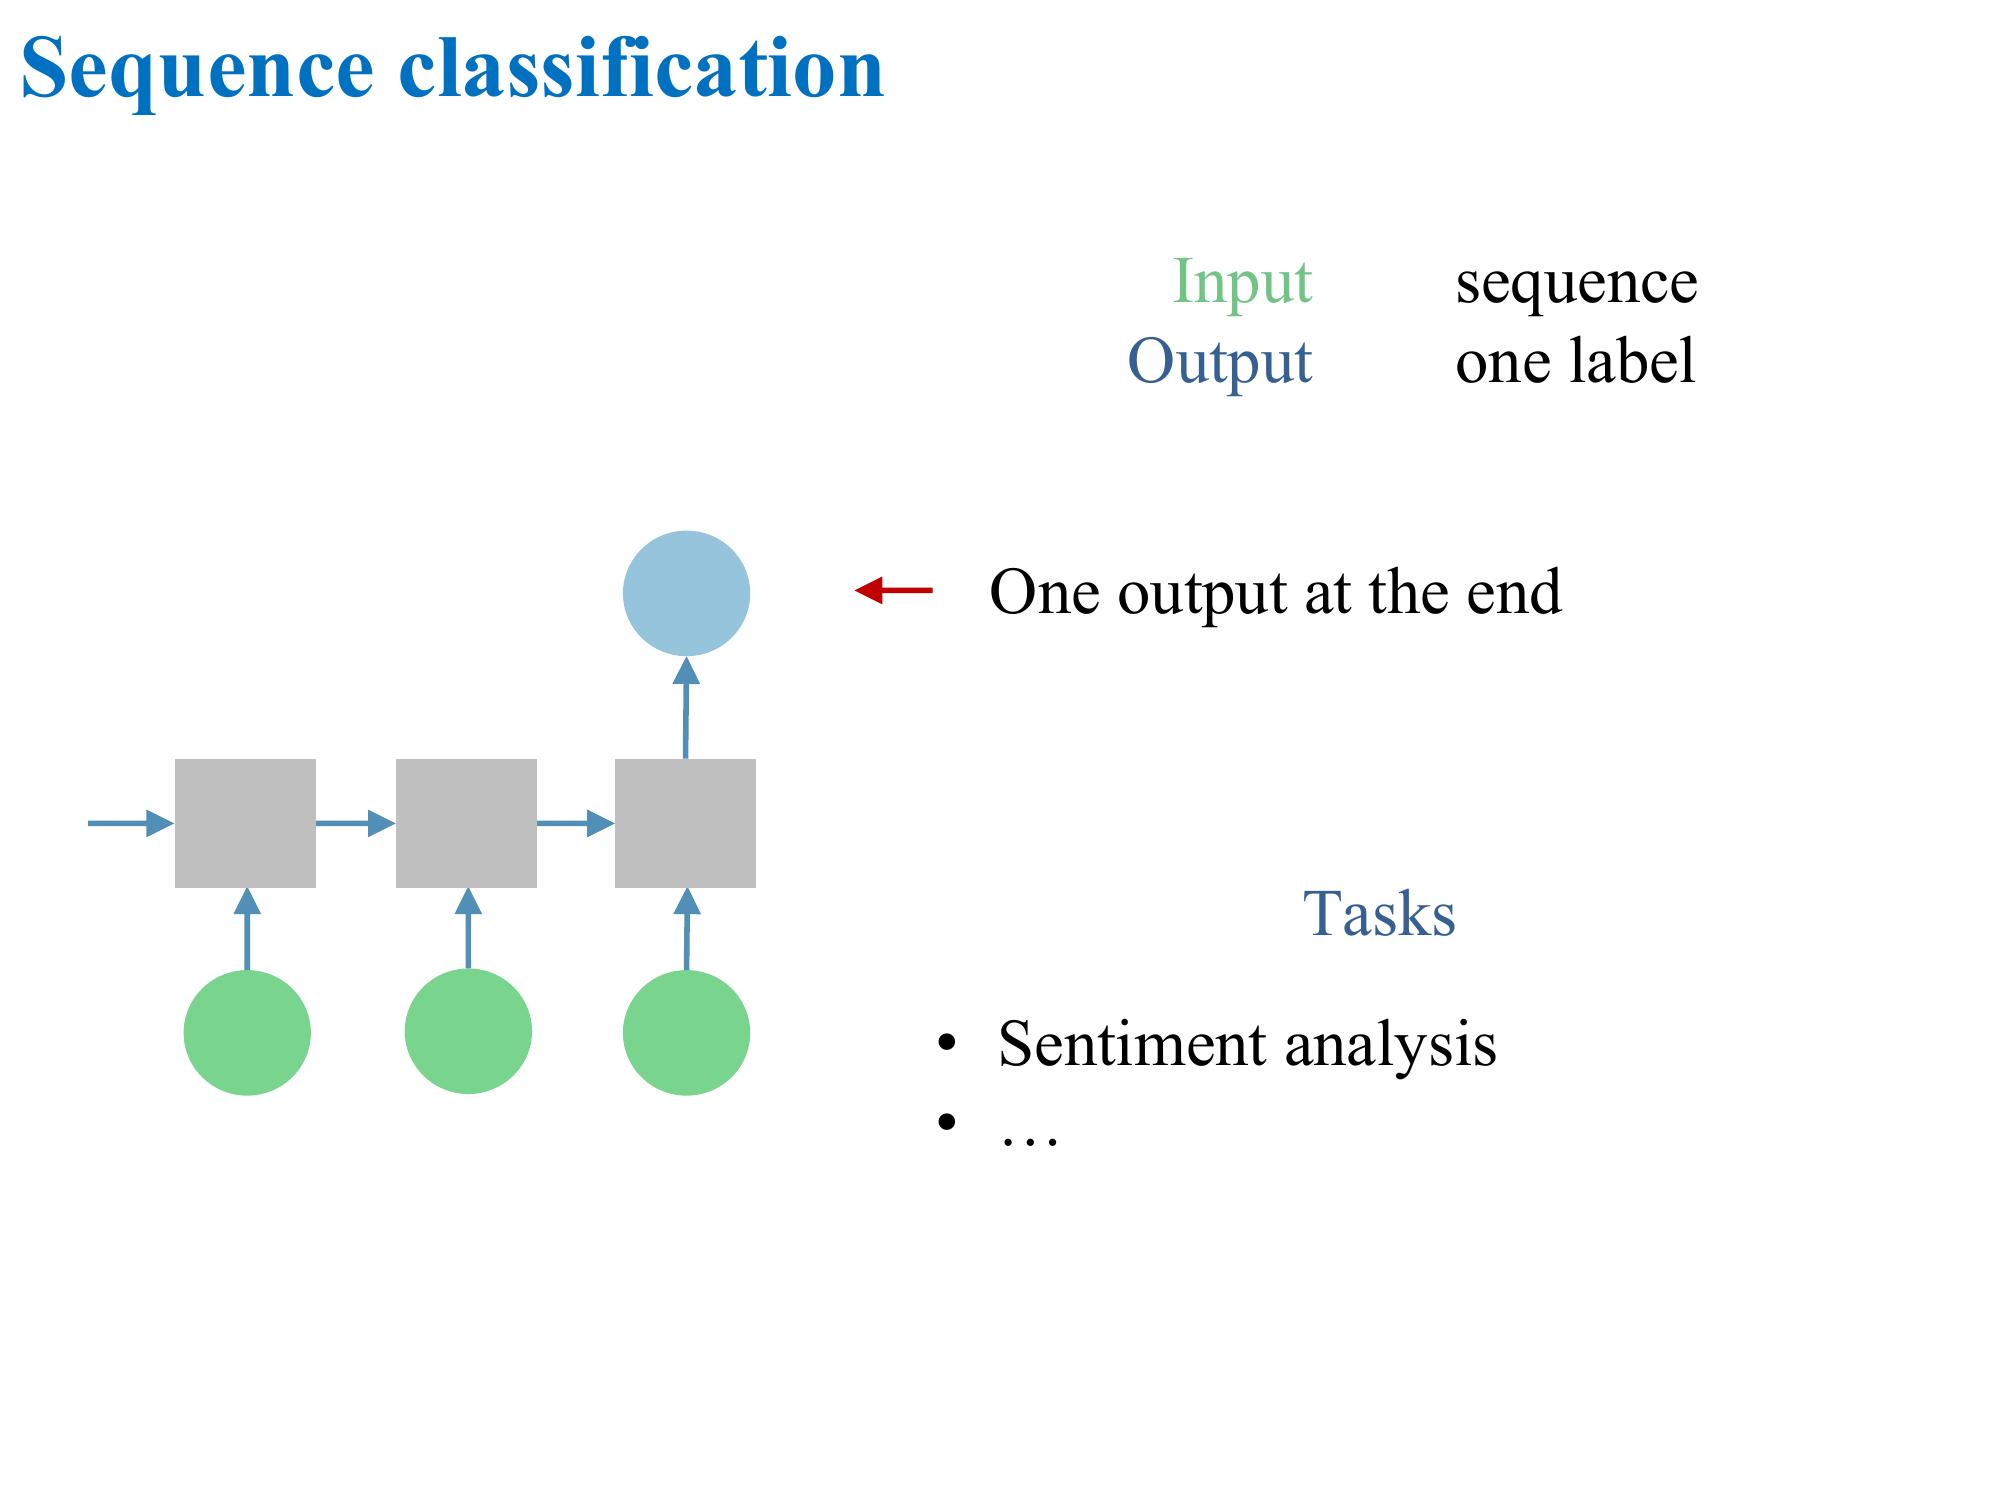 Sequence classification
Input sequence
Output one label
One output at the end
Tasks
• Sentiment analysis
• …